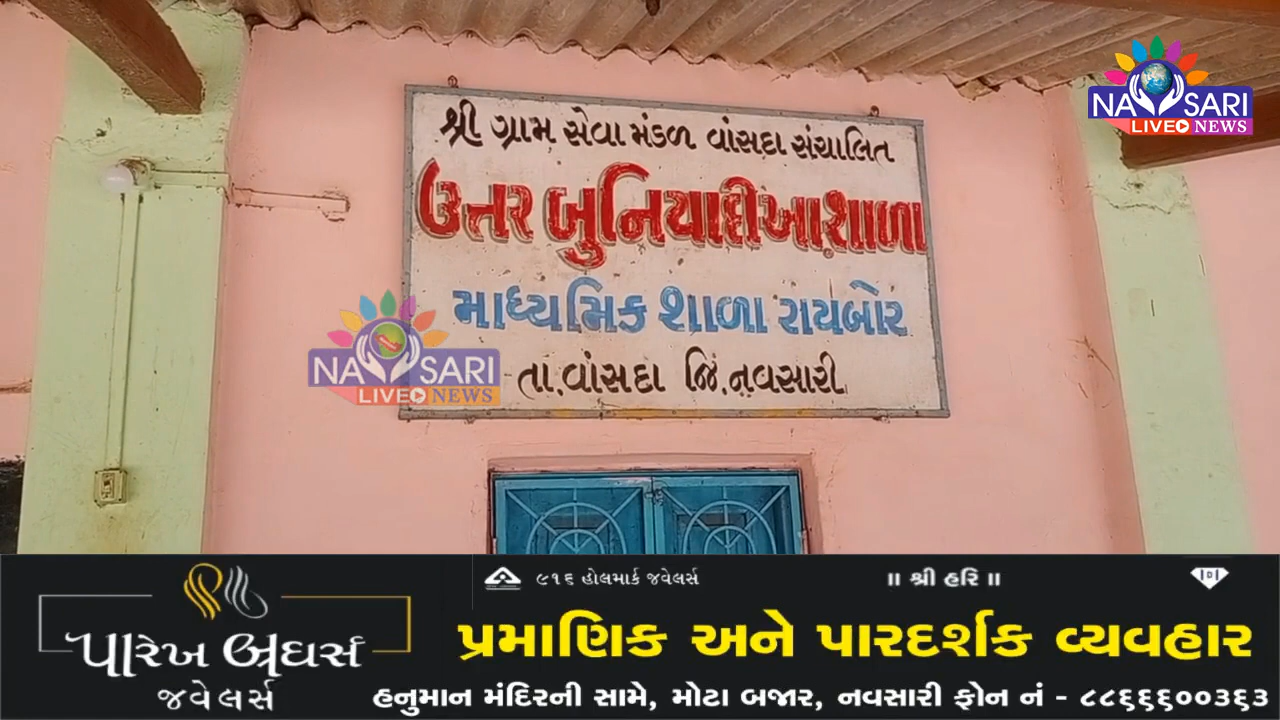 NAVSARI
LIVE NEWS
શ્રી ગ્રામ સેવા મંડળ વાંસદા સંચાલિત
ઉત્તર બુનિયાદી આશ્રમશાળા
માધ્યમિક શાળા રાયબોર
NAVSARI
LIVE NEWS
તા. વાંસદા જિ. નવસારી
૯૧૬ હોલમાર્ક જવેલર્સ
॥ શ્રી હરિ ॥
પારેખ બ્રધર્સ
જવેલર્સ
પ્રમાણિક અને પારદર્શક વ્યવહાર
હનુમાન મંદિરની સામે, મોટા બજાર, નવસારી ફોન નં - ૮૮૬૬૬૦૦૩૬૩